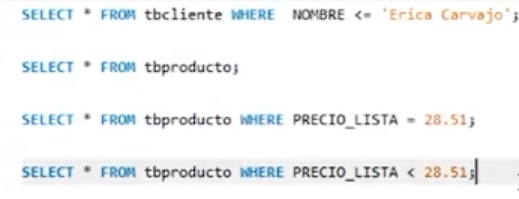 SELECT * FROM tbcliente WHERE  NOMBRE <= 'Erica Carvajo';
SELECT * FROM tbproducto;
SELECT * FROM tbproducto WHERE PRECIO_LISTA = 28.51;
SELECT * FROM tbproducto WHERE PRECIO_LISTA < 28.51;